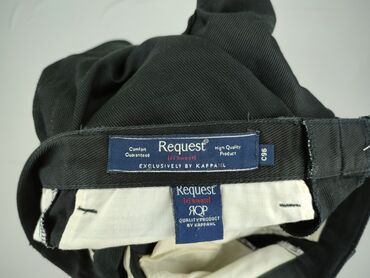 Comfort
Guaranteed
Request
High Quality
Product
EXCLUSIVELY BY KAPPAHL
C96
Request
RQP
QUALITY PRODUCT
BY KAPPAHL